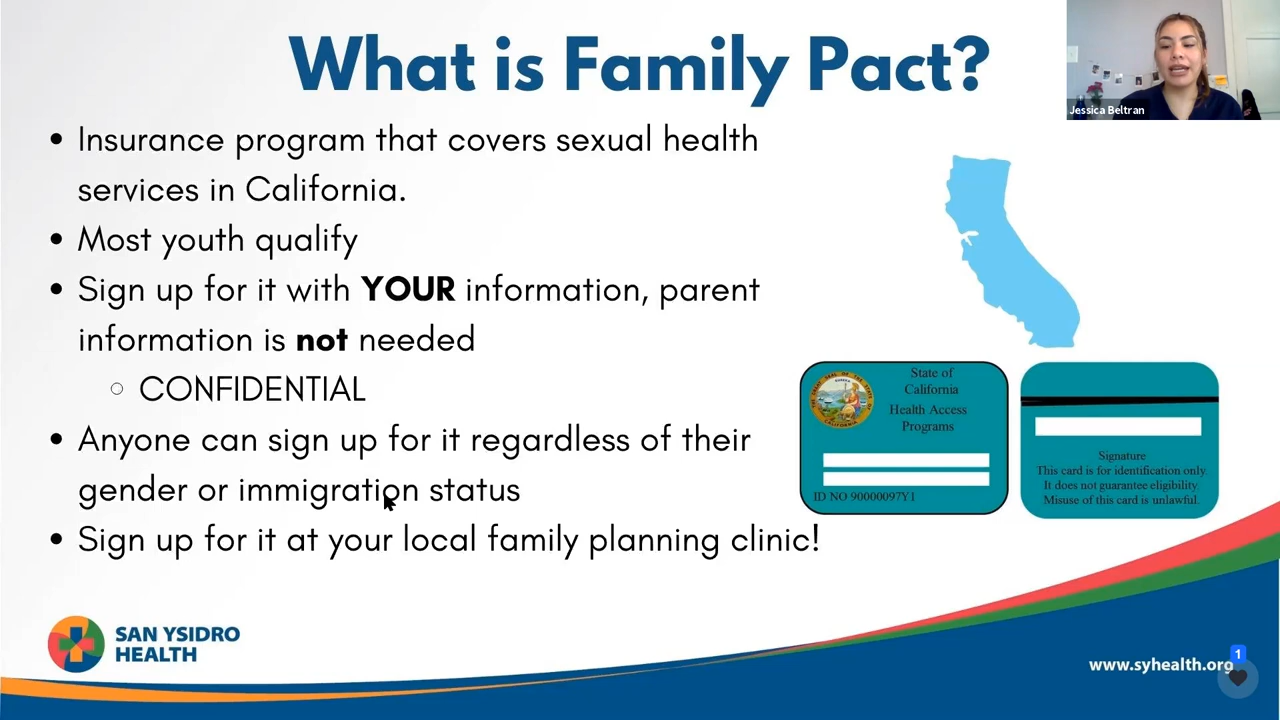 What is Family Pact?
Jessica Beltran
• Insurance program that covers sexual health
services in California.
• Most youth qualify
• Sign up for it with YOUR information, parent
information is not needed
○ CONFIDENTIAL
• Anyone can sign up for it regardless of their
gender or immigration status
• Sign up for it at your local family planning clinic!
State of
California
Health Access
Programs
ID NO 90000097Y1
Signature
This card is for identification only.
It does not guarantee eligibility.
Misuse of this card is unlawful.
SAN YSIDRO
HEALTH
www.syhealth.org
1